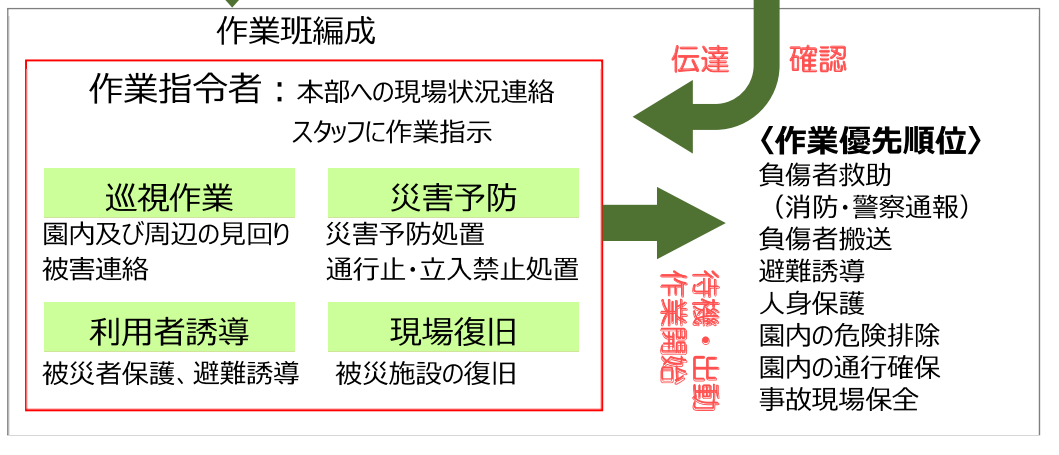 作業班編成
伝達 確認
作業指令者：本部への現場状況連絡
スタッフに作業指示
巡視作業
園内及び周辺の見回り
被害連絡
災害予防
災害予防処置
通行止・立入禁止処置
利用者誘導
被災者保護、避難誘導
現場復旧
被災施設の復旧
待機・出動
作業開始
〈作業優先順位〉
負傷者救助
（消防・警察通報）
負傷者搬送
避難誘導
人身保護
園内の危険排除
園内の通行確保
事故現場保全